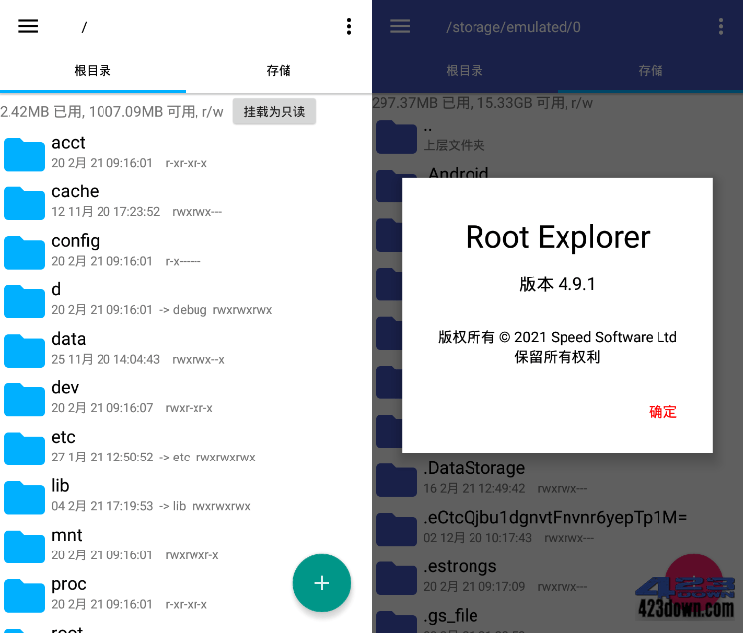 /
根目录
存储
2.42MB 已用, 1007.09MB 可用, r/w
挂载为只读
acct
20 2月 21 09:16:01 r-xr-xr-x
cache
12 11月 20 17:23:52 rwxrwx---
config
20 2月 21 09:16:01 r-x------
d
20 2月 21 09:16:01 -> debug rwxrwxrwx
data
25 11月 20 14:04:43 rwxrwx--x
dev
20 2月 21 09:16:07 rwxr-xr-x
etc
27 1月 21 12:50:52 -> etc rwxrwxrwx
lib
04 2月 21 17:19:53 -> lib rwxrwxrwx
mnt
20 2月 21 09:16:01 rwxrwxr-x
proc
20 2月 21 09:16:01 r-xr-xr-x
root
/storage/emulated/0
根目录
存储
297.37MB 已用, 15.33GB 可用, r/w
..
上层文件夹
.Android
Root Explorer
版本 4.9.1
版权所有 © 2021 Speed Software Ltd
保留所有权利
确定
.DataStorage
16 2月 21 12:49:42 rwxrwx---
.eCtcQjbu1dgnvtFnvnr6yepTp1M=
02 12月 20 10:17:43 rwxrwx---
.estrongs
20 2月 21 09:17:09 rwxrwx---
.gs_file
423
DOWN
423down.com